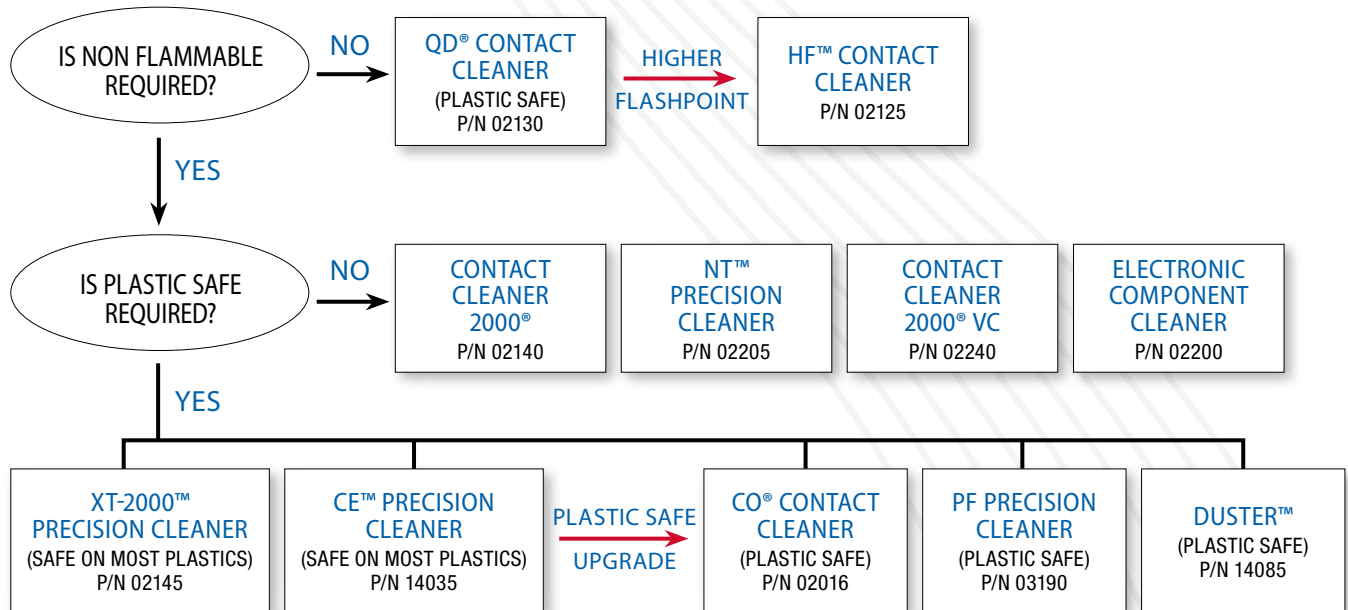 IS NON FLAMMABLE
REQUIRED?
NO
QD® CONTACT
CLEANER
(PLASTIC SAFE)
P/N 02130
HIGHER
FLASHPOINT
HF™ CONTACT
CLEANER
P/N 02125
YES
IS PLASTIC SAFE
REQUIRED?
NO
CONTACT
CLEANER
2000®
P/N 02140
NT™
PRECISION
CLEANER
P/N 02205
CONTACT
CLEANER
2000® VC
P/N 02240
ELECTRONIC
COMPONENT
CLEANER
P/N 02200
YES
XT-2000™
PRECISION CLEANER
(SAFE ON MOST PLASTICS)
P/N 02145
CE™ PRECISION
CLEANER
(SAFE ON MOST PLASTICS)
P/N 14035
PLASTIC SAFE
UPGRADE
CO® CONTACT
CLEANER
(PLASTIC SAFE)
P/N 02016
PF PRECISION
CLEANER
(PLASTIC SAFE)
P/N 03190
DUSTER™
(PLASTIC SAFE)
P/N 14085